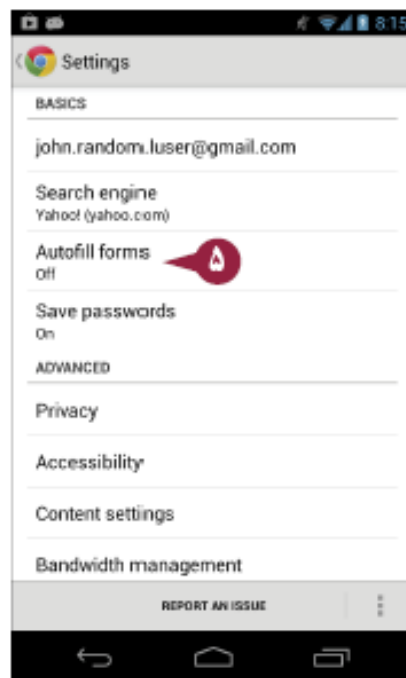 8:15
Settings
BASICS
john.random.luser@gmail.com
Search engine
Yahoo! (yahoo.com)
Autofill forms
Off
۵
Save passwords
On
ADVANCED
Privacy
Accessibility
Content settings
Bandwidth management
REPORT AN ISSUE